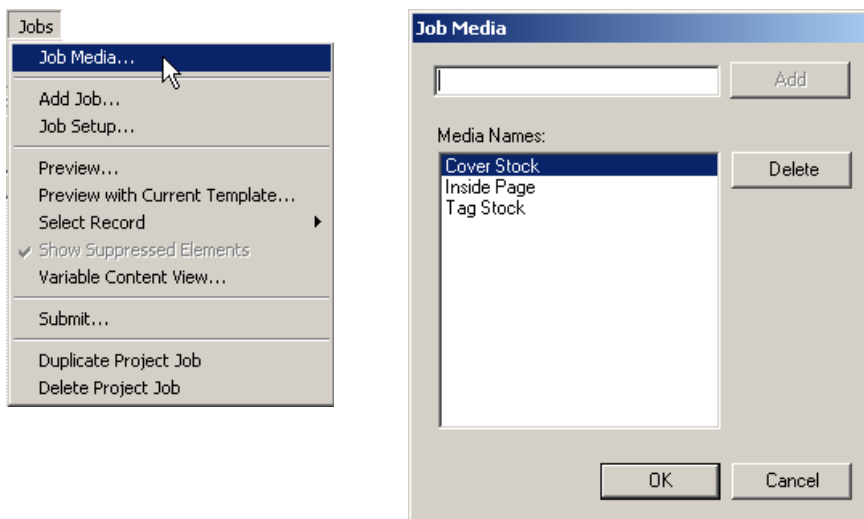 Jobs
Job Media...
Add Job...
Job Setup...
Preview...
Preview with Current Template...
Select Record
Show Suppressed Elements
Variable Content View...
Submit...
Duplicate Project Job
Delete Project Job
Job Media
Add
Media Names:
Cover Stock
Inside Page
Tag Stock
Delete
OK
Cancel